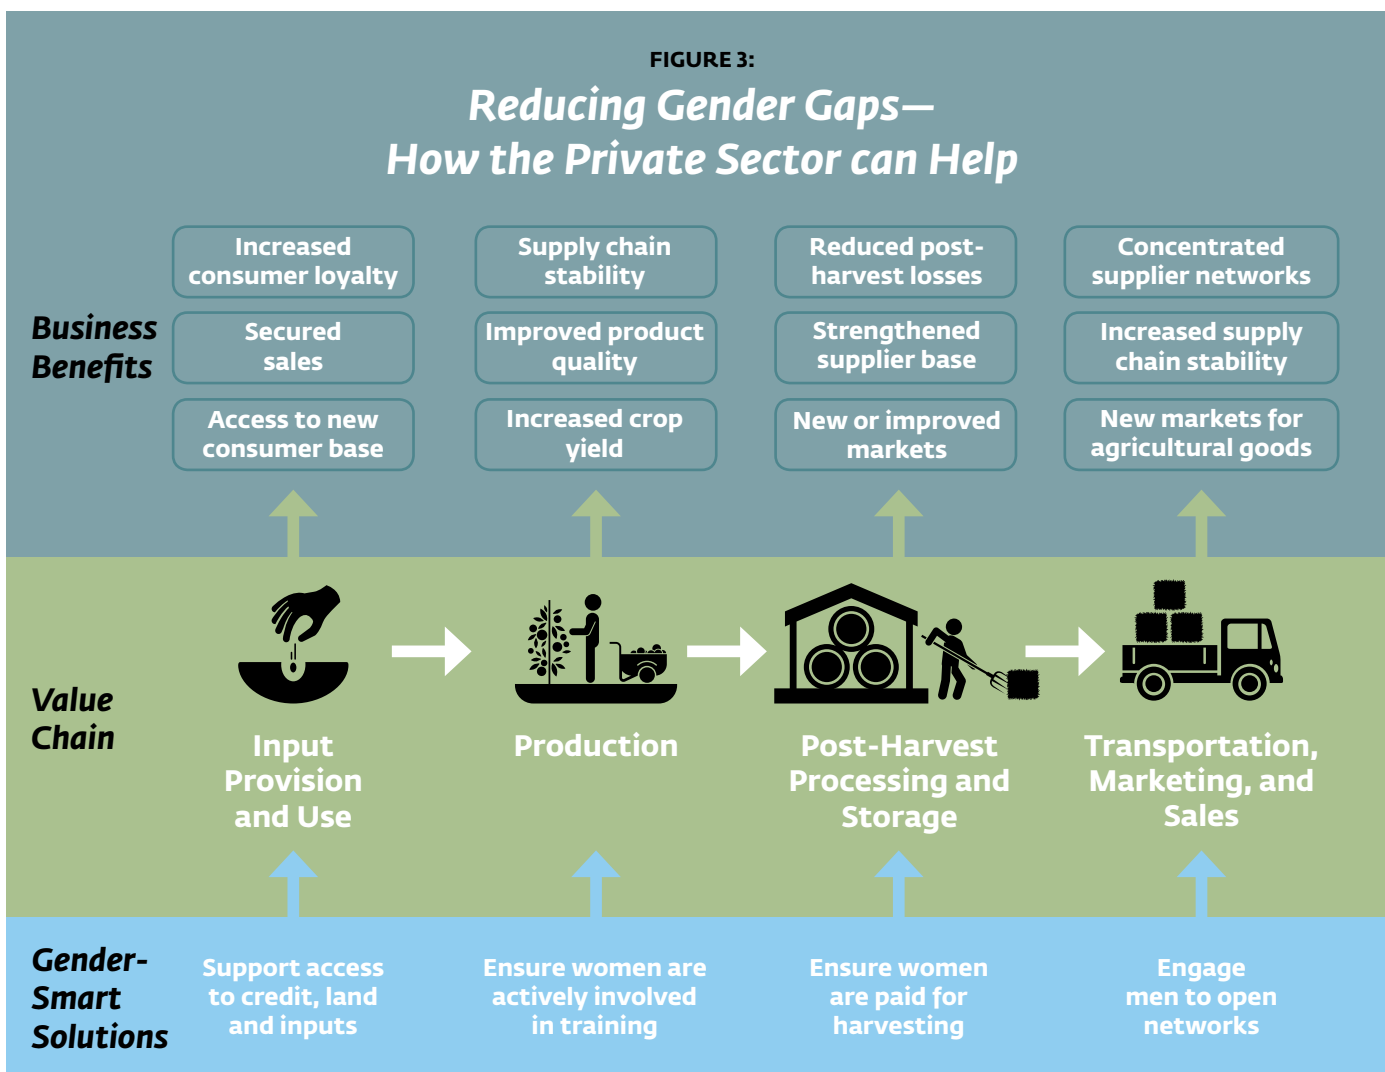 FIGURE 3:
Reducing Gender Gaps—
How the Private Sector can Help
Business
Benefits
Increased
consumer loyalty
Secured
sales
Access to new
consumer base
Supply chain
stability
Improved product
quality
Increased crop
yield
Reduced post-
harvest losses
Strengthened
supplier base
New or improved
markets
Concentrated
supplier networks
Increased supply
chain stability
New markets for
agricultural goods
Value
Chain
Input
Provision
and Use
Production
Post-Harvest
Processing and
Storage
Transportation,
Marketing, and
Sales
Gender-
Smart
Solutions
Support access
to credit, land
and inputs
Ensure women are
actively involved
in training
Ensure women
are paid for
harvesting
Engage
men to open
networks